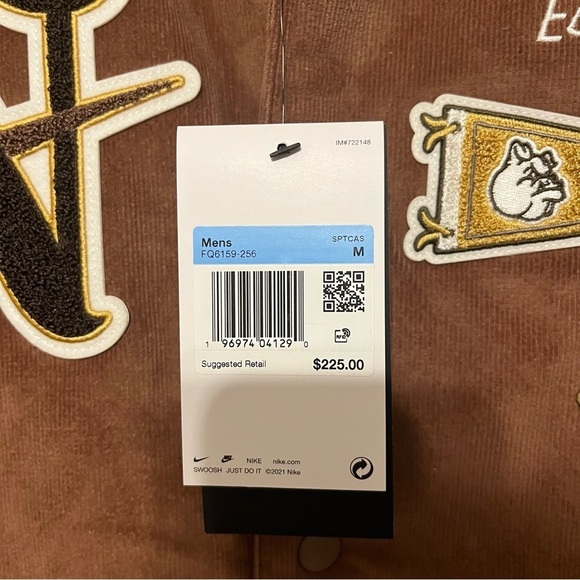 IM#722148
Mens SPTCAS
FQ6159-256 M
1 96974 04129 0
RFID
Suggested Retail $225.00
NIKE nike.com
SWOOSH JUST DO IT ©2021 Nike